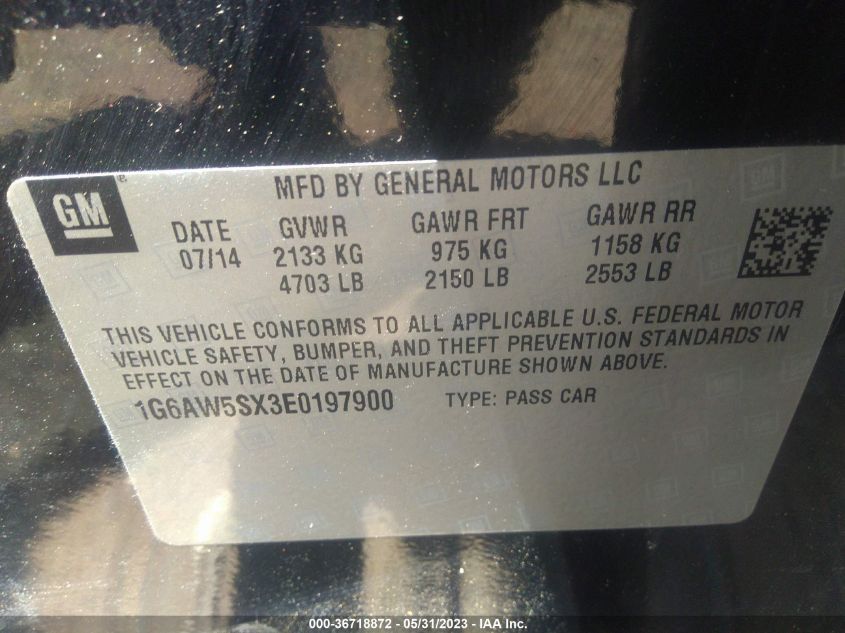 MFD BY GENERAL MOTORS LLC
GM
DATE GVWR GAWR FRT GAWR RR
07/14 2133 KG 975 KG 1158 KG
4703 LB 2150 LB 2553 LB
THIS VEHICLE CONFORMS TO ALL APPLICABLE U.S. FEDERAL MOTOR
VEHICLE SAFETY, BUMPER, AND THEFT PREVENTION STANDARDS IN
EFFECT ON THE DATE OF MANUFACTURE SHOWN ABOVE.
1G6AW5SX3E0197900 TYPE: PASS CAR
000-36718872 - 05/31/2023 - IAA Inc.